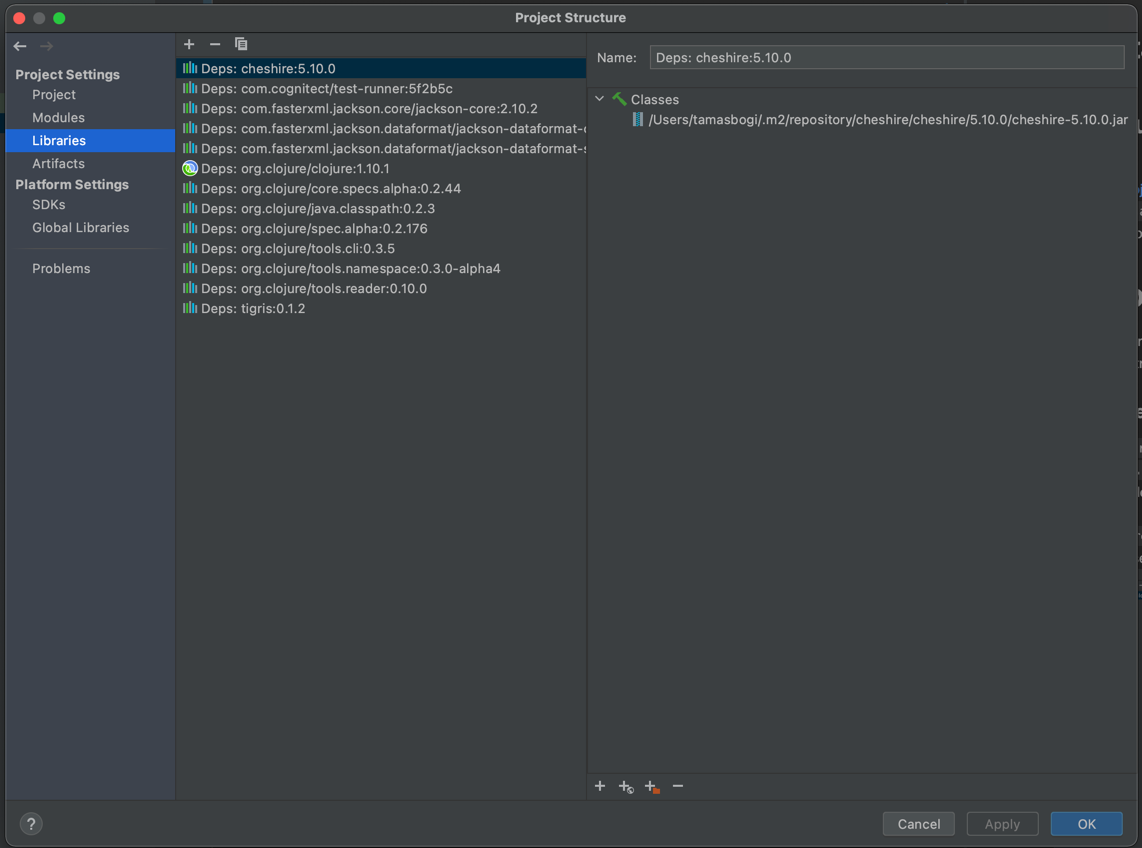 Project Structure
Project Settings
Project
Modules
Libraries
Artifacts
Platform Settings
SDKs
Global Libraries
Problems
Deps: cheshire:5.10.0
Deps: com.cognitect/test-runner:5f2b5c
Deps: com.fasterxml.jackson.core/jackson-core:2.10.2
Deps: com.fasterxml.jackson.dataformat/jackson-dataformat-c
Deps: com.fasterxml.jackson.dataformat/jackson-dataformat-s
Deps: org.clojure/clojure:1.10.1
Deps: org.clojure/core.specs.alpha:0.2.44
Deps: org.clojure/java.classpath:0.2.3
Deps: org.clojure/spec.alpha:0.2.176
Deps: org.clojure/tools.cli:0.3.5
Deps: org.clojure/tools.namespace:0.3.0-alpha4
Deps: org.clojure/tools.reader:0.10.0
Deps: tigris:0.1.2
Name: Deps: cheshire:5.10.0
Classes
/Users/tamasbogi/.m2/repository/cheshire/cheshire/5.10.0/cheshire-5.10.0.jar
? Cancel Apply OK